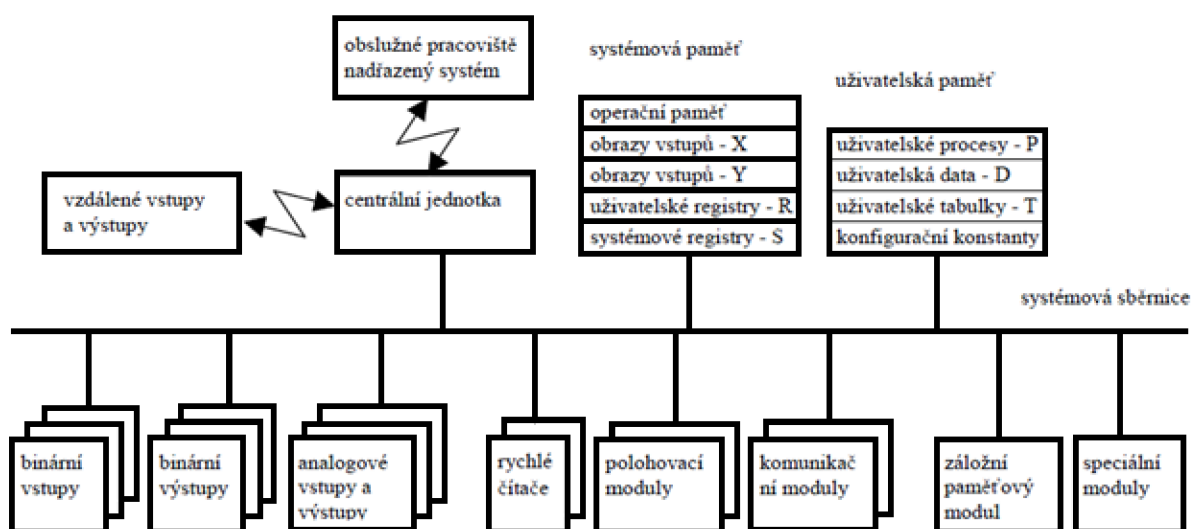 obslužné pracoviště
nadřazený systém
systémová paměť
uživatelská paměť
operační paměť
obrazy vstupů - X
obrazy vstupů - Y
uživatelské registry - R
systémové registry - S
uživatelské procesy - P
uživatelská data - D
uživatelské tabulky - T
konfigurační konstanty
vzdálené vstupy
a výstupy
centrální jednotka
systémová sběrnice
binární
vstupy
binární
výstupy
analogové
vstupy a
výstupy
rychlé
čítače
polohovací
moduly
komunikač
ní moduly
záložní
paměťový
modul
speciální
moduly